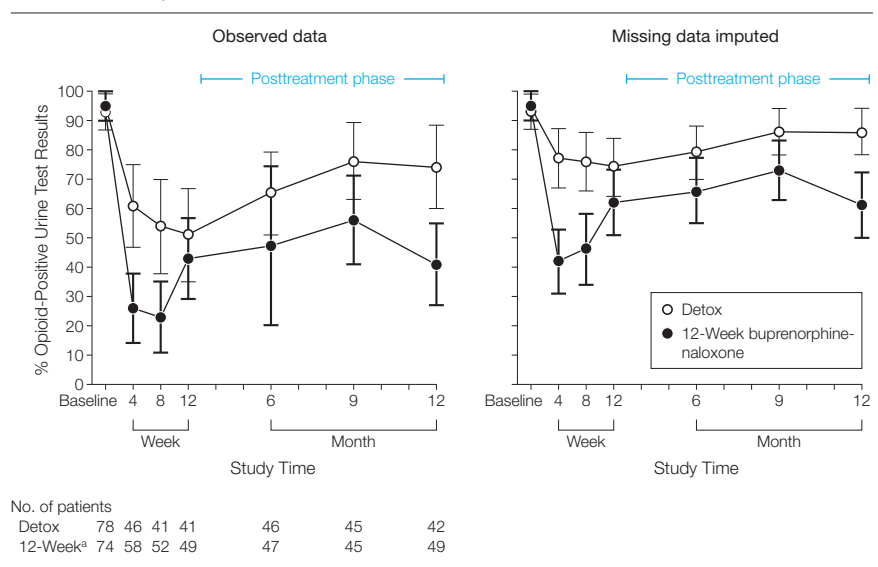 Observed data
Missing data imputed
Posttreatment phase
Posttreatment phase
% Opioid-Positive Urine Test Results
100
90
80
70
60
50
40
30
20
10
0
Detox
12-Week buprenorphine-
naloxone
Baseline 4 8 12 6 9 12
Baseline 4 8 12 6 9 12
Week Month
Week Month
Study Time
Study Time
No. of patients
Detox 78 46 41 41 46 45 42
12-Weekª 74 58 52 49 47 45 49